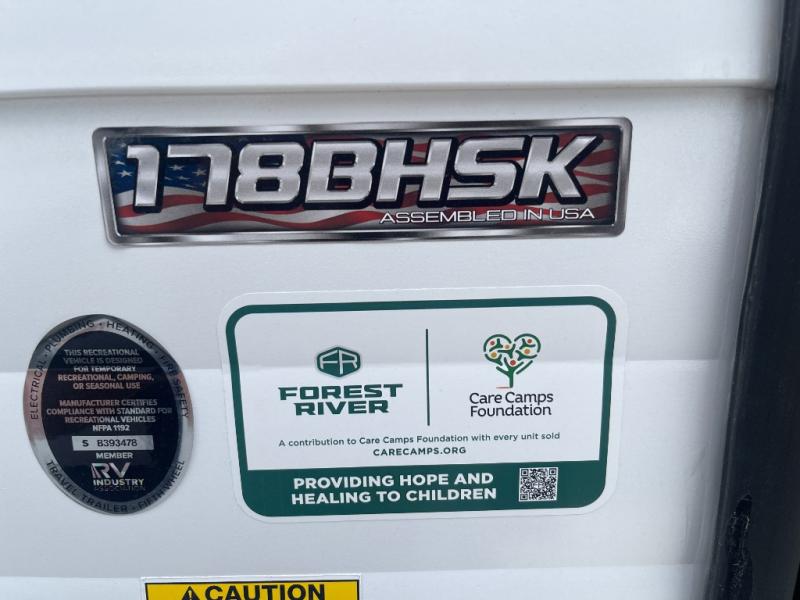 178BHSK
ASSEMBLED IN USA
ELECTRICAL • PLUMBING • HEATING • FIRE SAFETY
THIS RECREATIONAL
VEHICLE IS DESIGNED
FOR TEMPORARY
RECREATIONAL, CAMPING,
OR SEASONAL USE
MANUFACTURER CERTIFIES
COMPLIANCE WITH STANDARD FOR
RECREATIONAL VEHICLES
NFPA 1192
S B393478
MEMBER
RV
INDUSTRY
ASSOCIATION
TRAVEL TRAILER • FIFTH WHEEL
FR
FOREST
RIVER
Care Camps
Foundation
A contribution to Care Camps Foundation with every unit sold
CARECAMPS.ORG
PROVIDING HOPE AND
HEALING TO CHILDREN
CAUTION